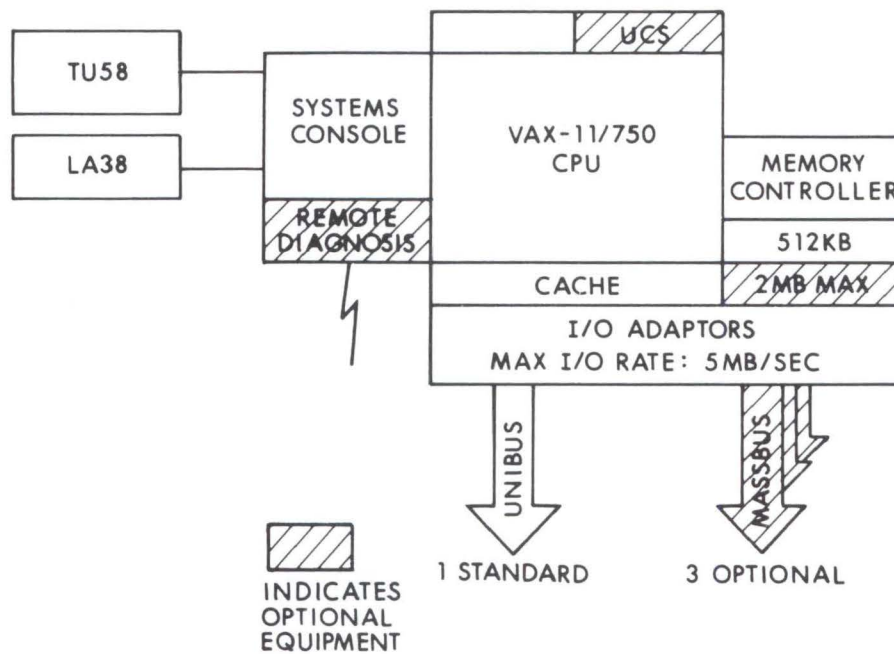 UCS
TU58
LA38
SYSTEMS
CONSOLE
VAX-11/750
CPU
MEMORY
CONTROLLER
REMOTE
DIAGNOSIS
512KB
CACHE
2MB MAX
I/O ADAPTORS
MAX I/O RATE: 5MB/SEC
UNIBUS
MASSBUS
1 STANDARD
3 OPTIONAL
INDICATES
OPTIONAL
EQUIPMENT